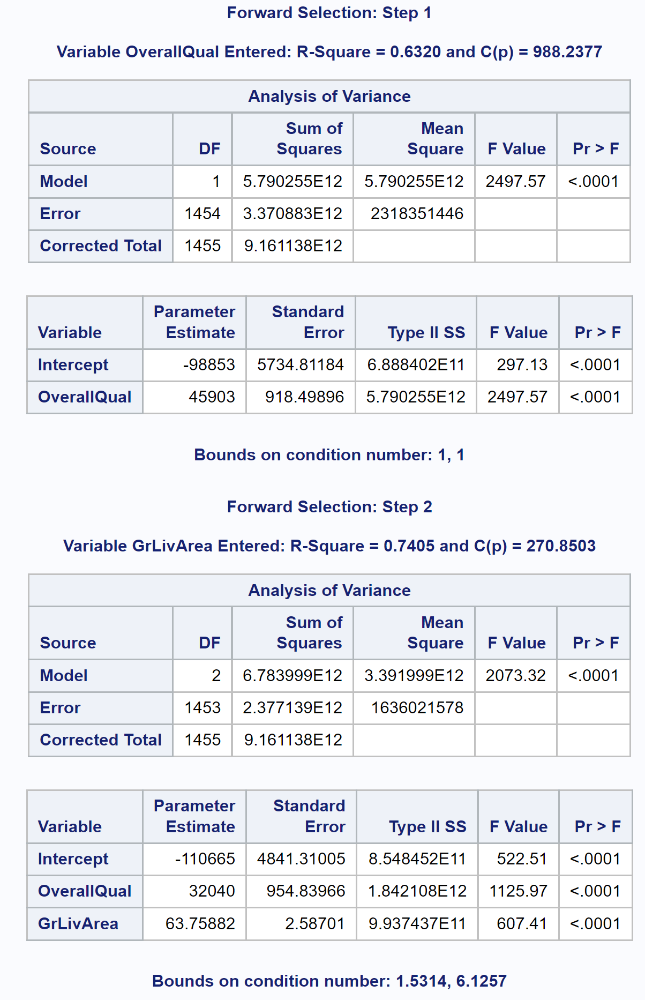 Forward Selection: Step 1
Variable OverallQual Entered: R-Square = 0.6320 and C(p) = 988.2377
Analysis of Variance
Source DF Sum of Squares Mean Square F Value Pr > F
Model 1 5.790255E12 5.790255E12 2497.57 <.0001
Error 1454 3.370883E12 2318351446
Corrected Total 1455 9.161138E12
Variable Parameter Estimate Standard Error Type II SS F Value Pr > F
Intercept -98853 5734.81184 6.888402E11 297.13 <.0001
OverallQual 45903 918.49896 5.790255E12 2497.57 <.0001
Bounds on condition number: 1, 1
Forward Selection: Step 2
Variable GrLivArea Entered: R-Square = 0.7405 and C(p) = 270.8503
Analysis of Variance
Source DF Sum of Squares Mean Square F Value Pr > F
Model 2 6.783999E12 3.391999E12 2073.32 <.0001
Error 1453 2.377139E12 1636021578
Corrected Total 1455 9.161138E12
Variable Parameter Estimate Standard Error Type II SS F Value Pr > F
Intercept -110665 4841.31005 8.548452E11 522.51 <.0001
OverallQual 32040 954.83966 1.842108E12 1125.97 <.0001
GrLivArea 63.75882 2.58701 9.937437E11 607.41 <.0001
Bounds on condition number: 1.5314, 6.1257